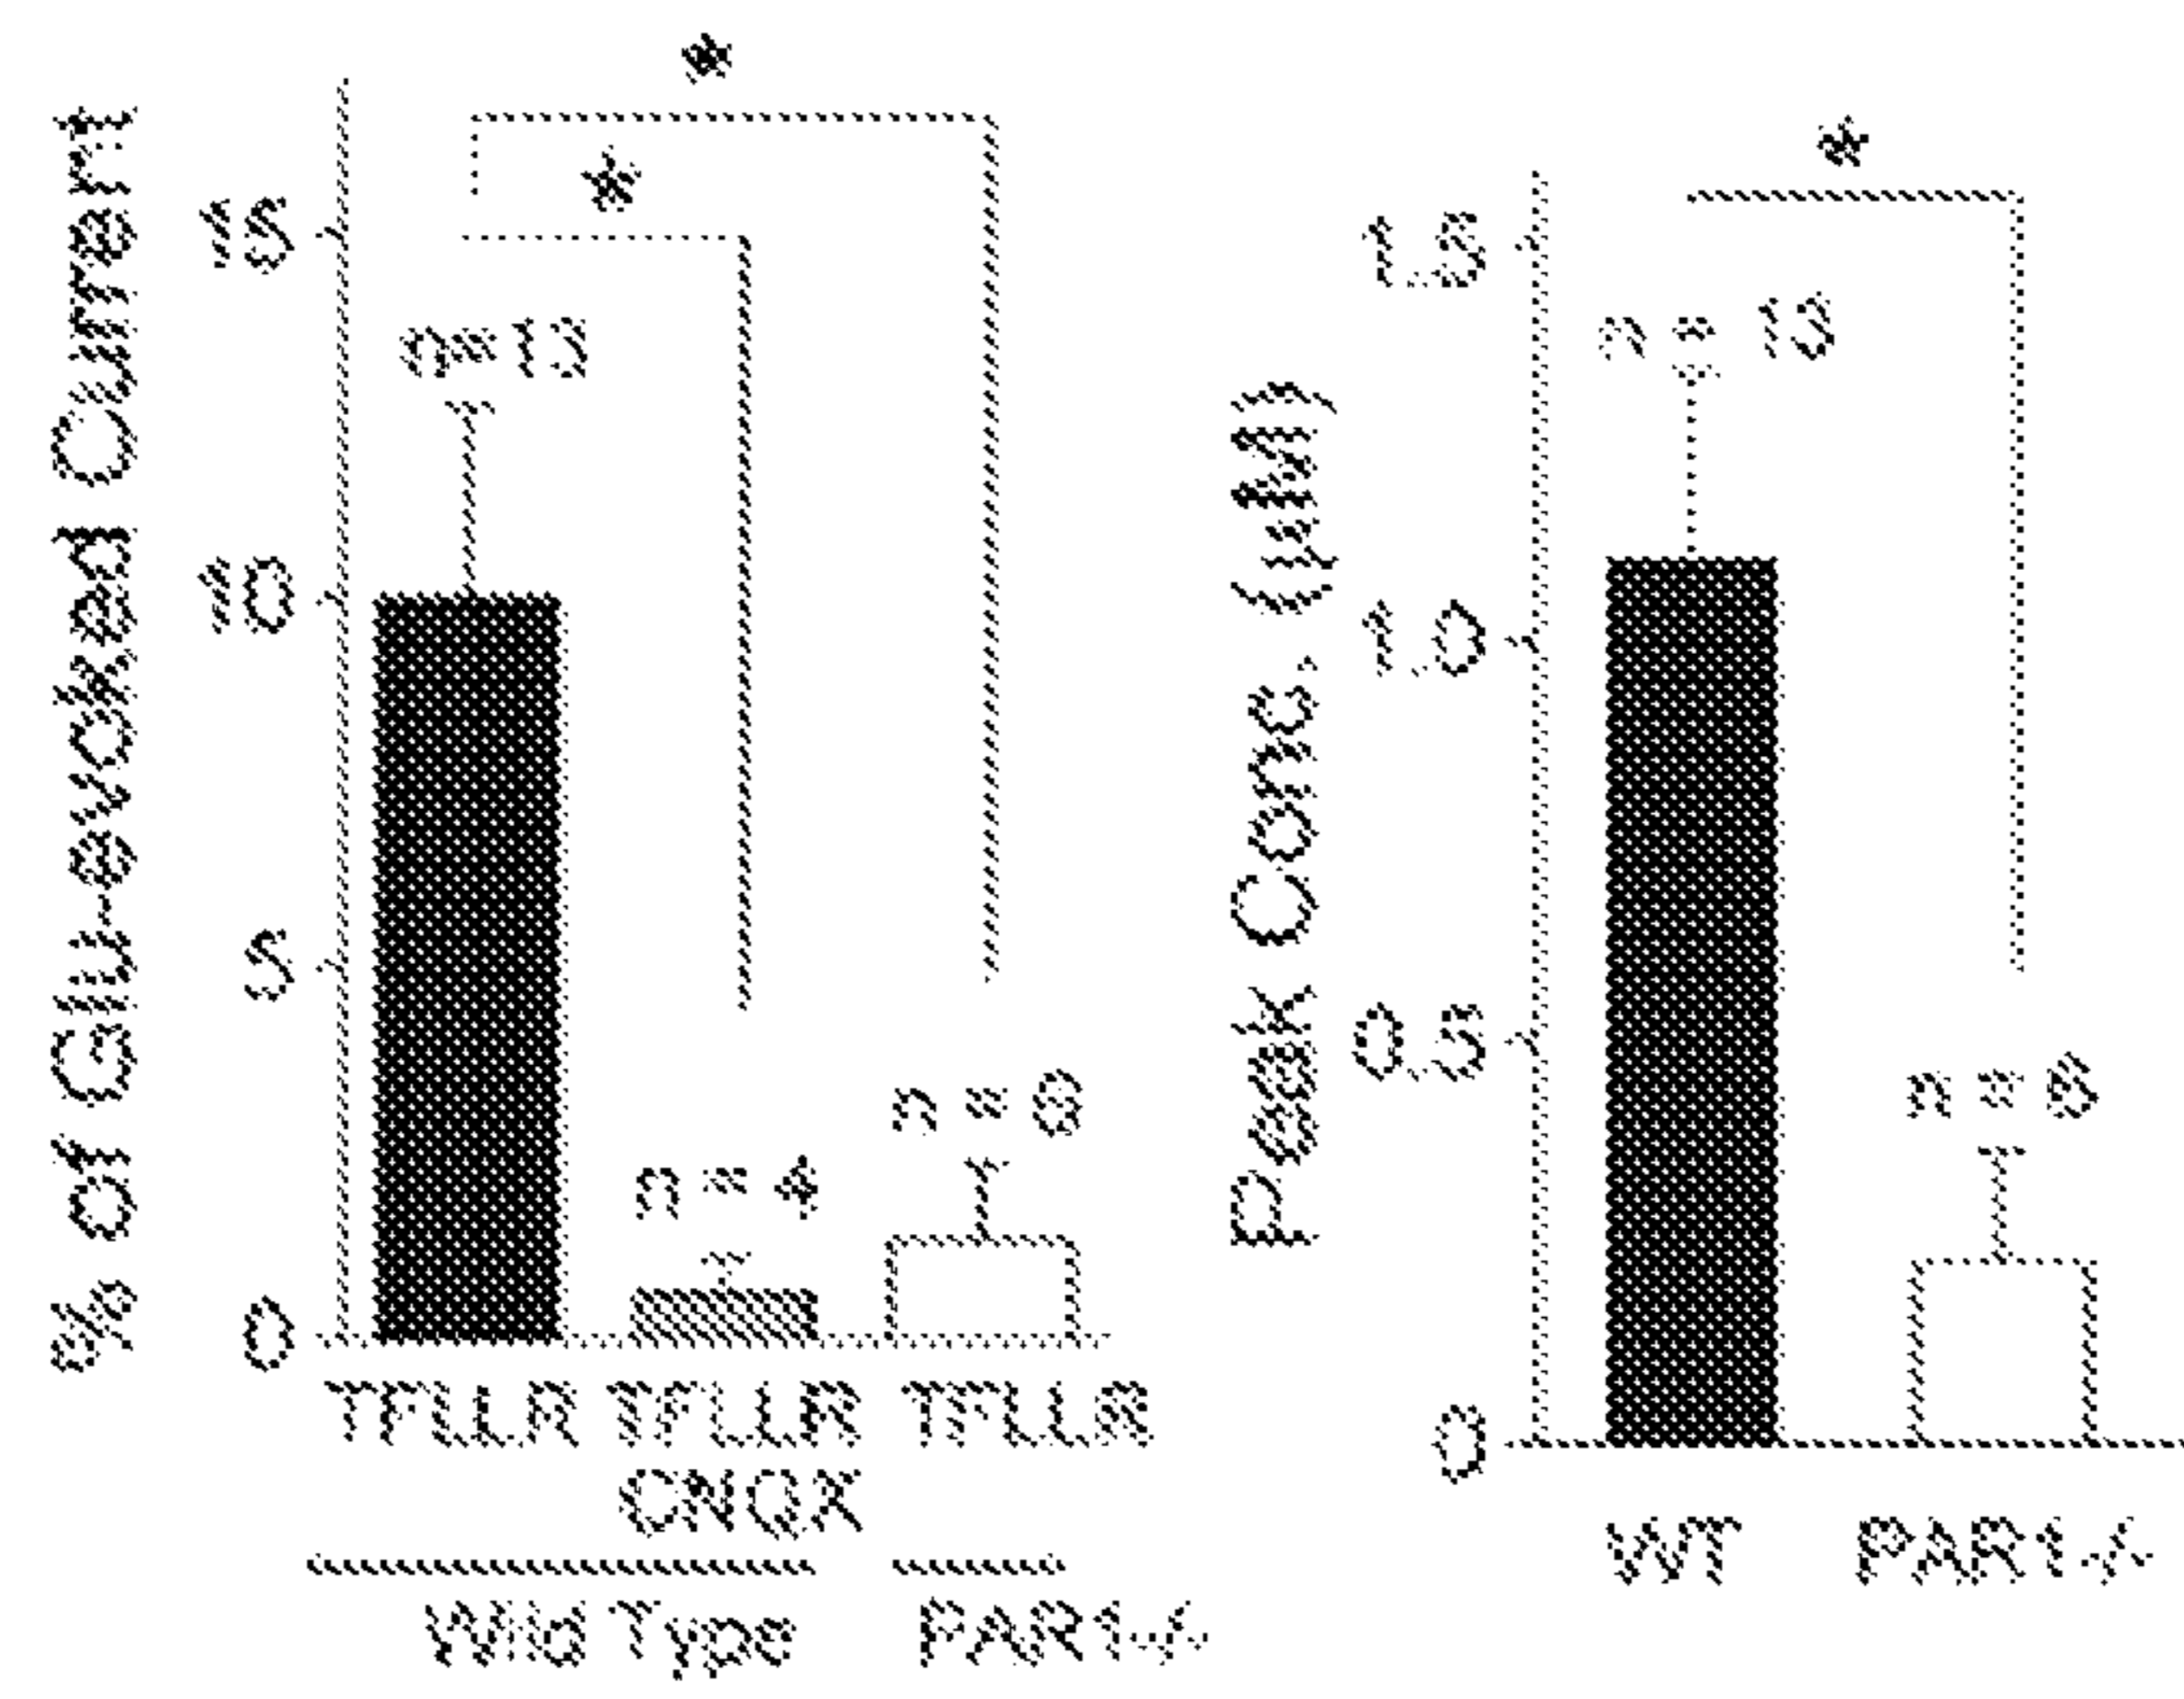 % of Glu-evoked Current
*
*
15
n=13
10
5
n = 4
n = 8
0
TFLLR TFLLR TFLLR
CNQX
Wild Type PAR1-/-
Peak Conc. (μM)
*
1.5
n = 13
1.0
0.5
n = 8
0
WT PAR1-/-